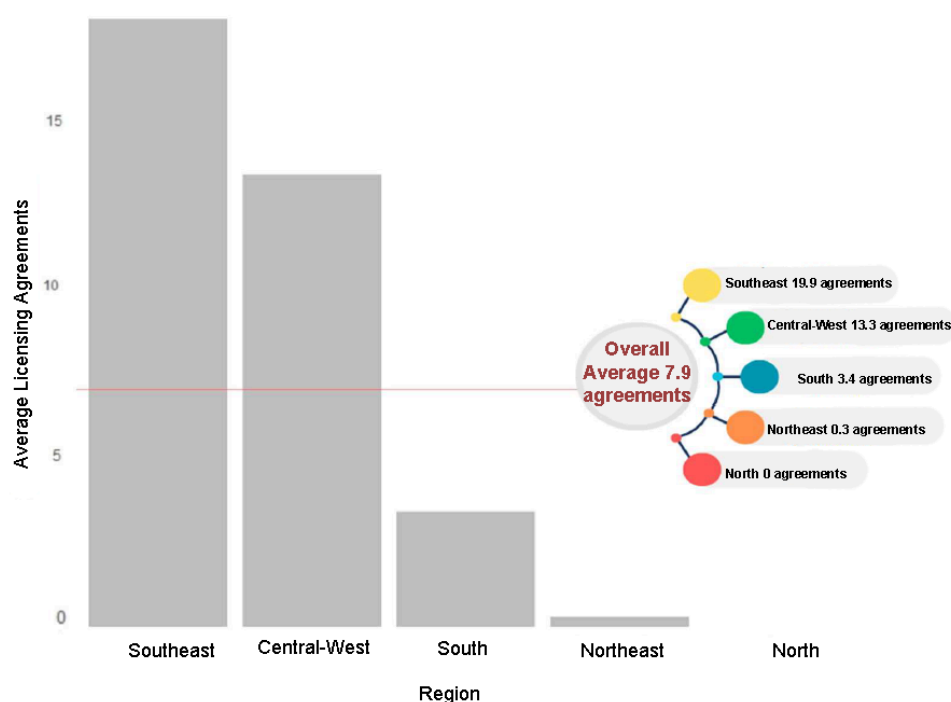 Average Licensing Agreements
15
10
5
0
Southeast
Central-West
South
Northeast
North
Region
Overall
Average 7.9
agreements
Southeast 19.9 agreements
Central-West 13.3 agreements
South 3.4 agreements
Northeast 0.3 agreements
North 0 agreements